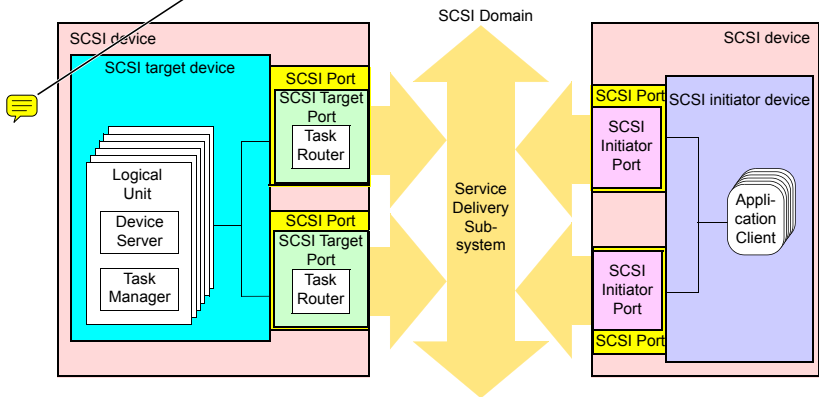 SCSI Domain
SCSI device
SCSI target device
SCSI Port
SCSI Target
Port
Task
Router
Logical
Unit
Device
Server
Task
Manager
SCSI Port
SCSI Target
Port
Task
Router
Service
Delivery
Sub-
system
SCSI device
SCSI Port
SCSI initiator device
SCSI
Initiator
Port
Appli-
cation
Client
SCSI
Initiator
Port
SCSI Port